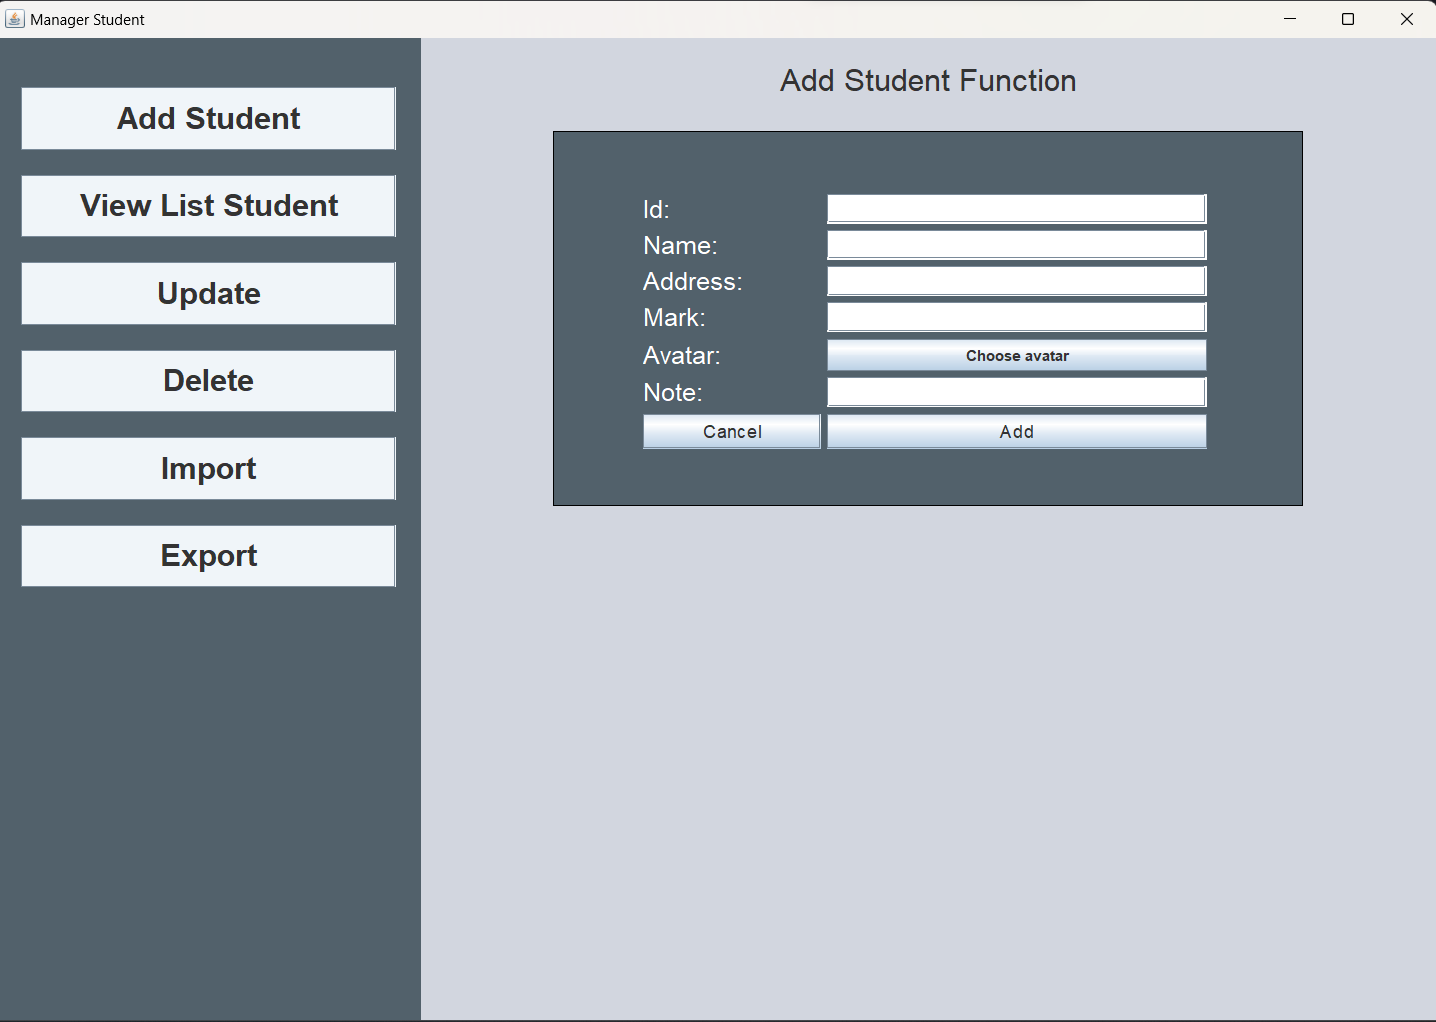 Manager Student
Add Student
View List Student
Update
Delete
Import
Export
Add Student Function
Id:
Name:
Address:
Mark:
Avatar: Choose avatar
Note:
Cancel Add